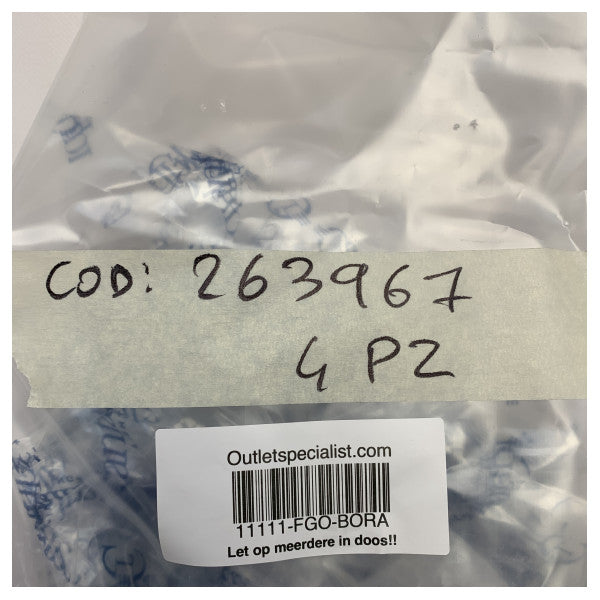 COD: 263967
4 PZ
Outletspecialist.com
11111-FGO-BORA
Let op meerdere in doos!!